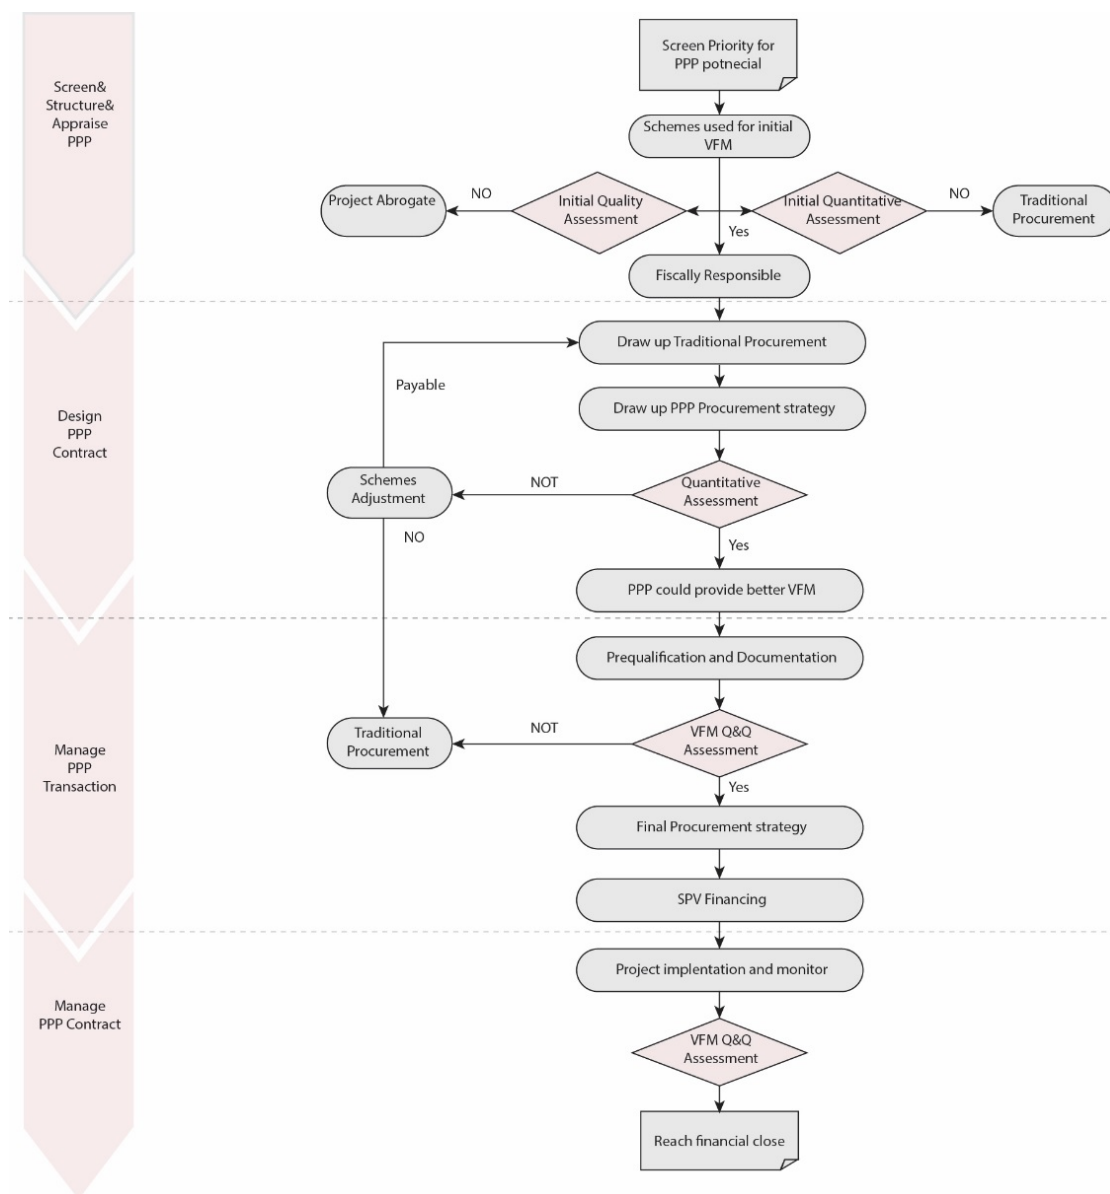 Screen&
Structure&
Appraise
PPP
Screen Priority for
PPP potnecial
Schemes used for initial
VFM
Project Abrogate
NO
Initial Quality
Assessment
Initial Quantitative
Assessment
NO
Traditional
Procurement
Yes
Fiscally Responsible
Design
PPP
Contract
Draw up Traditional Procurement
Payable
Draw up PPP Procurement strategy
Schemes
Adjustment
NOT
Quantitative
Assessment
NO
Yes
PPP could provide better VFM
Manage
PPP
Transaction
Prequalification and Documentation
Traditional
Procurement
NOT
VFM Q&Q
Assessment
Yes
Final Procurement strategy
SPV Financing
Manage
PPP Contract
Project implentation and monitor
VFM Q&Q
Assessment
Reach financial close